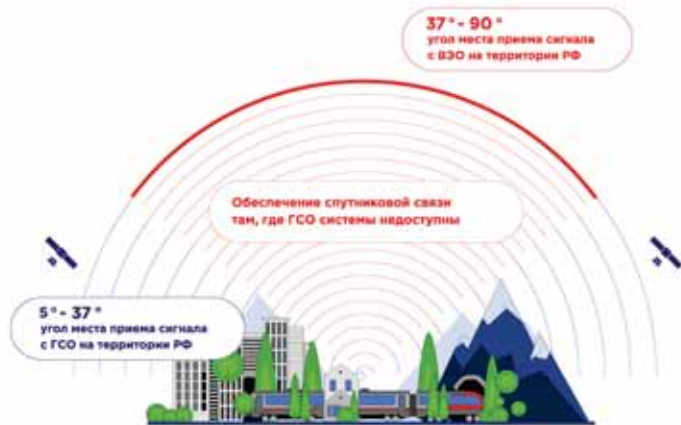 37°- 90°
угол места приема сигнала
с ВЭО на территории РФ
Обеспечение спутниковой связи
там, где ГСО системы недоступны
5°- 37°
угол места приема сигнала
с ГСО на территории РФ